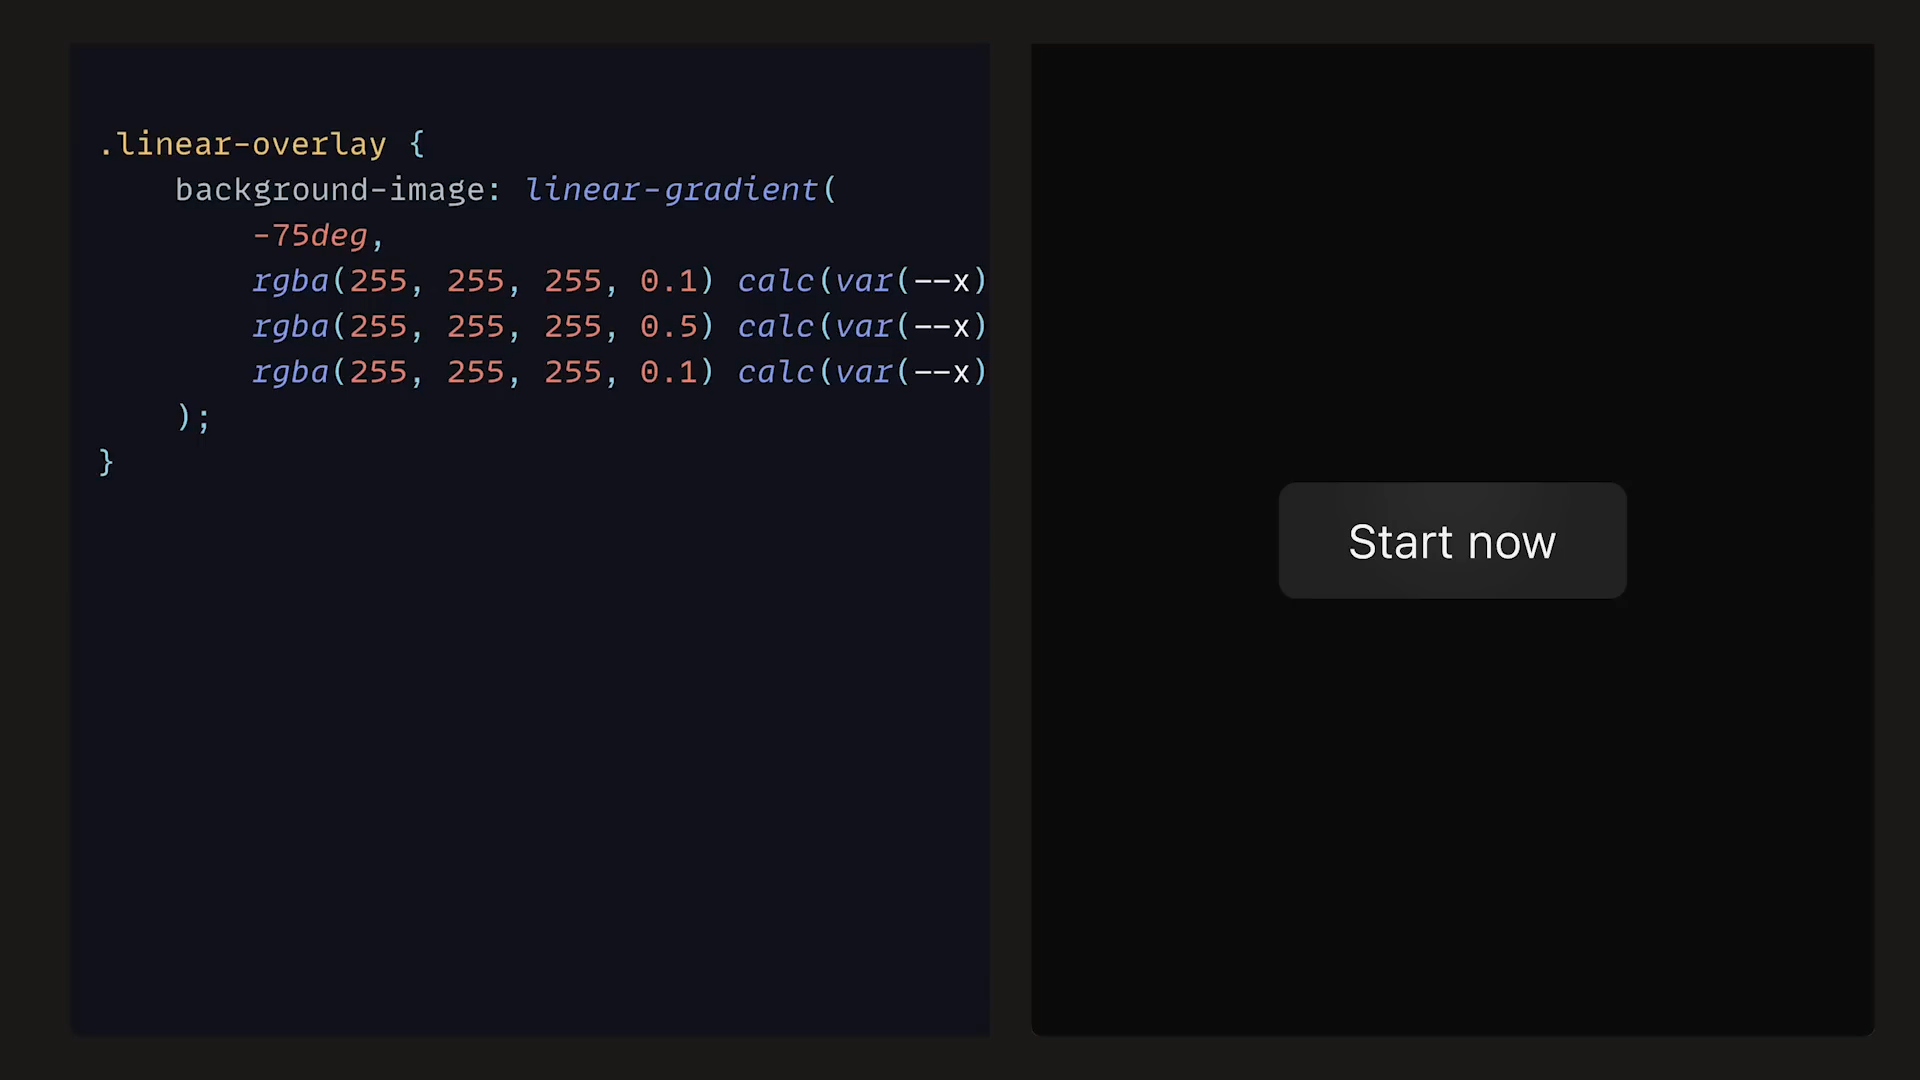 .linear-overlay {
background-image: linear-gradient(
-75deg,
rgba(255, 255, 255, 0.1) calc(var(--x)
rgba(255, 255, 255, 0.5) calc(var(--x)
rgba(255, 255, 255, 0.1) calc(var(--x)
);
}
Start now